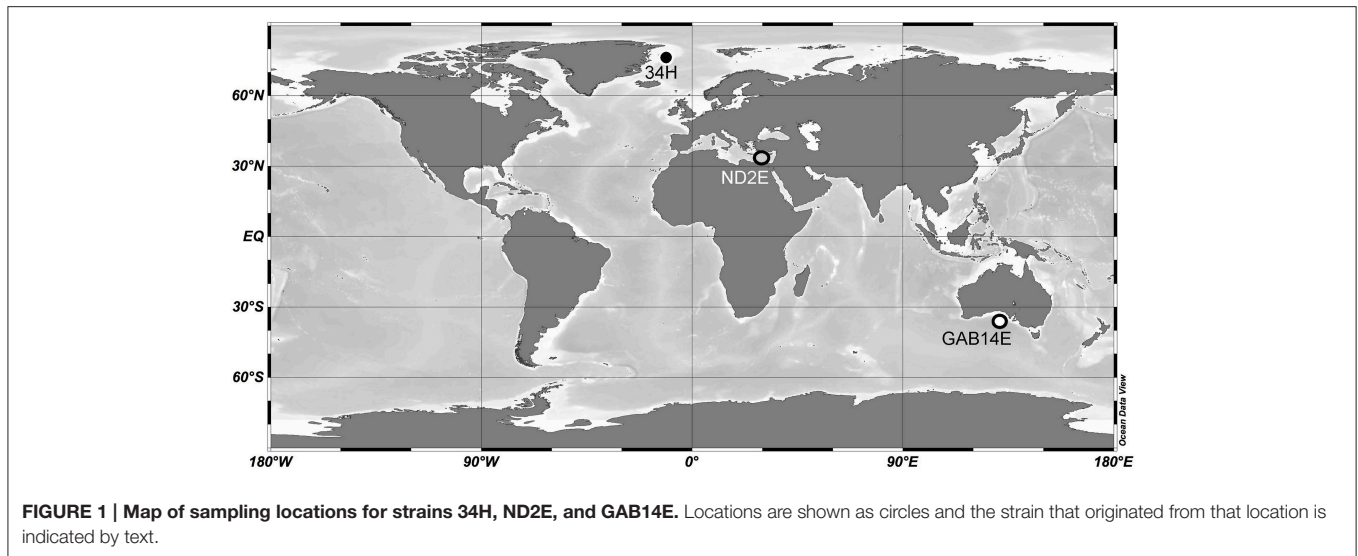 34H
60°N
30°N
ND2E
EQ
30°S
GAB14E
60°S
Ocean Data View
180°W
90°W
0°
90°E
180°E
FIGURE 1 | Map of sampling locations for strains 34H, ND2E, and GAB14E. Locations are shown as circles and the strain that originated from that location is
indicated by text.